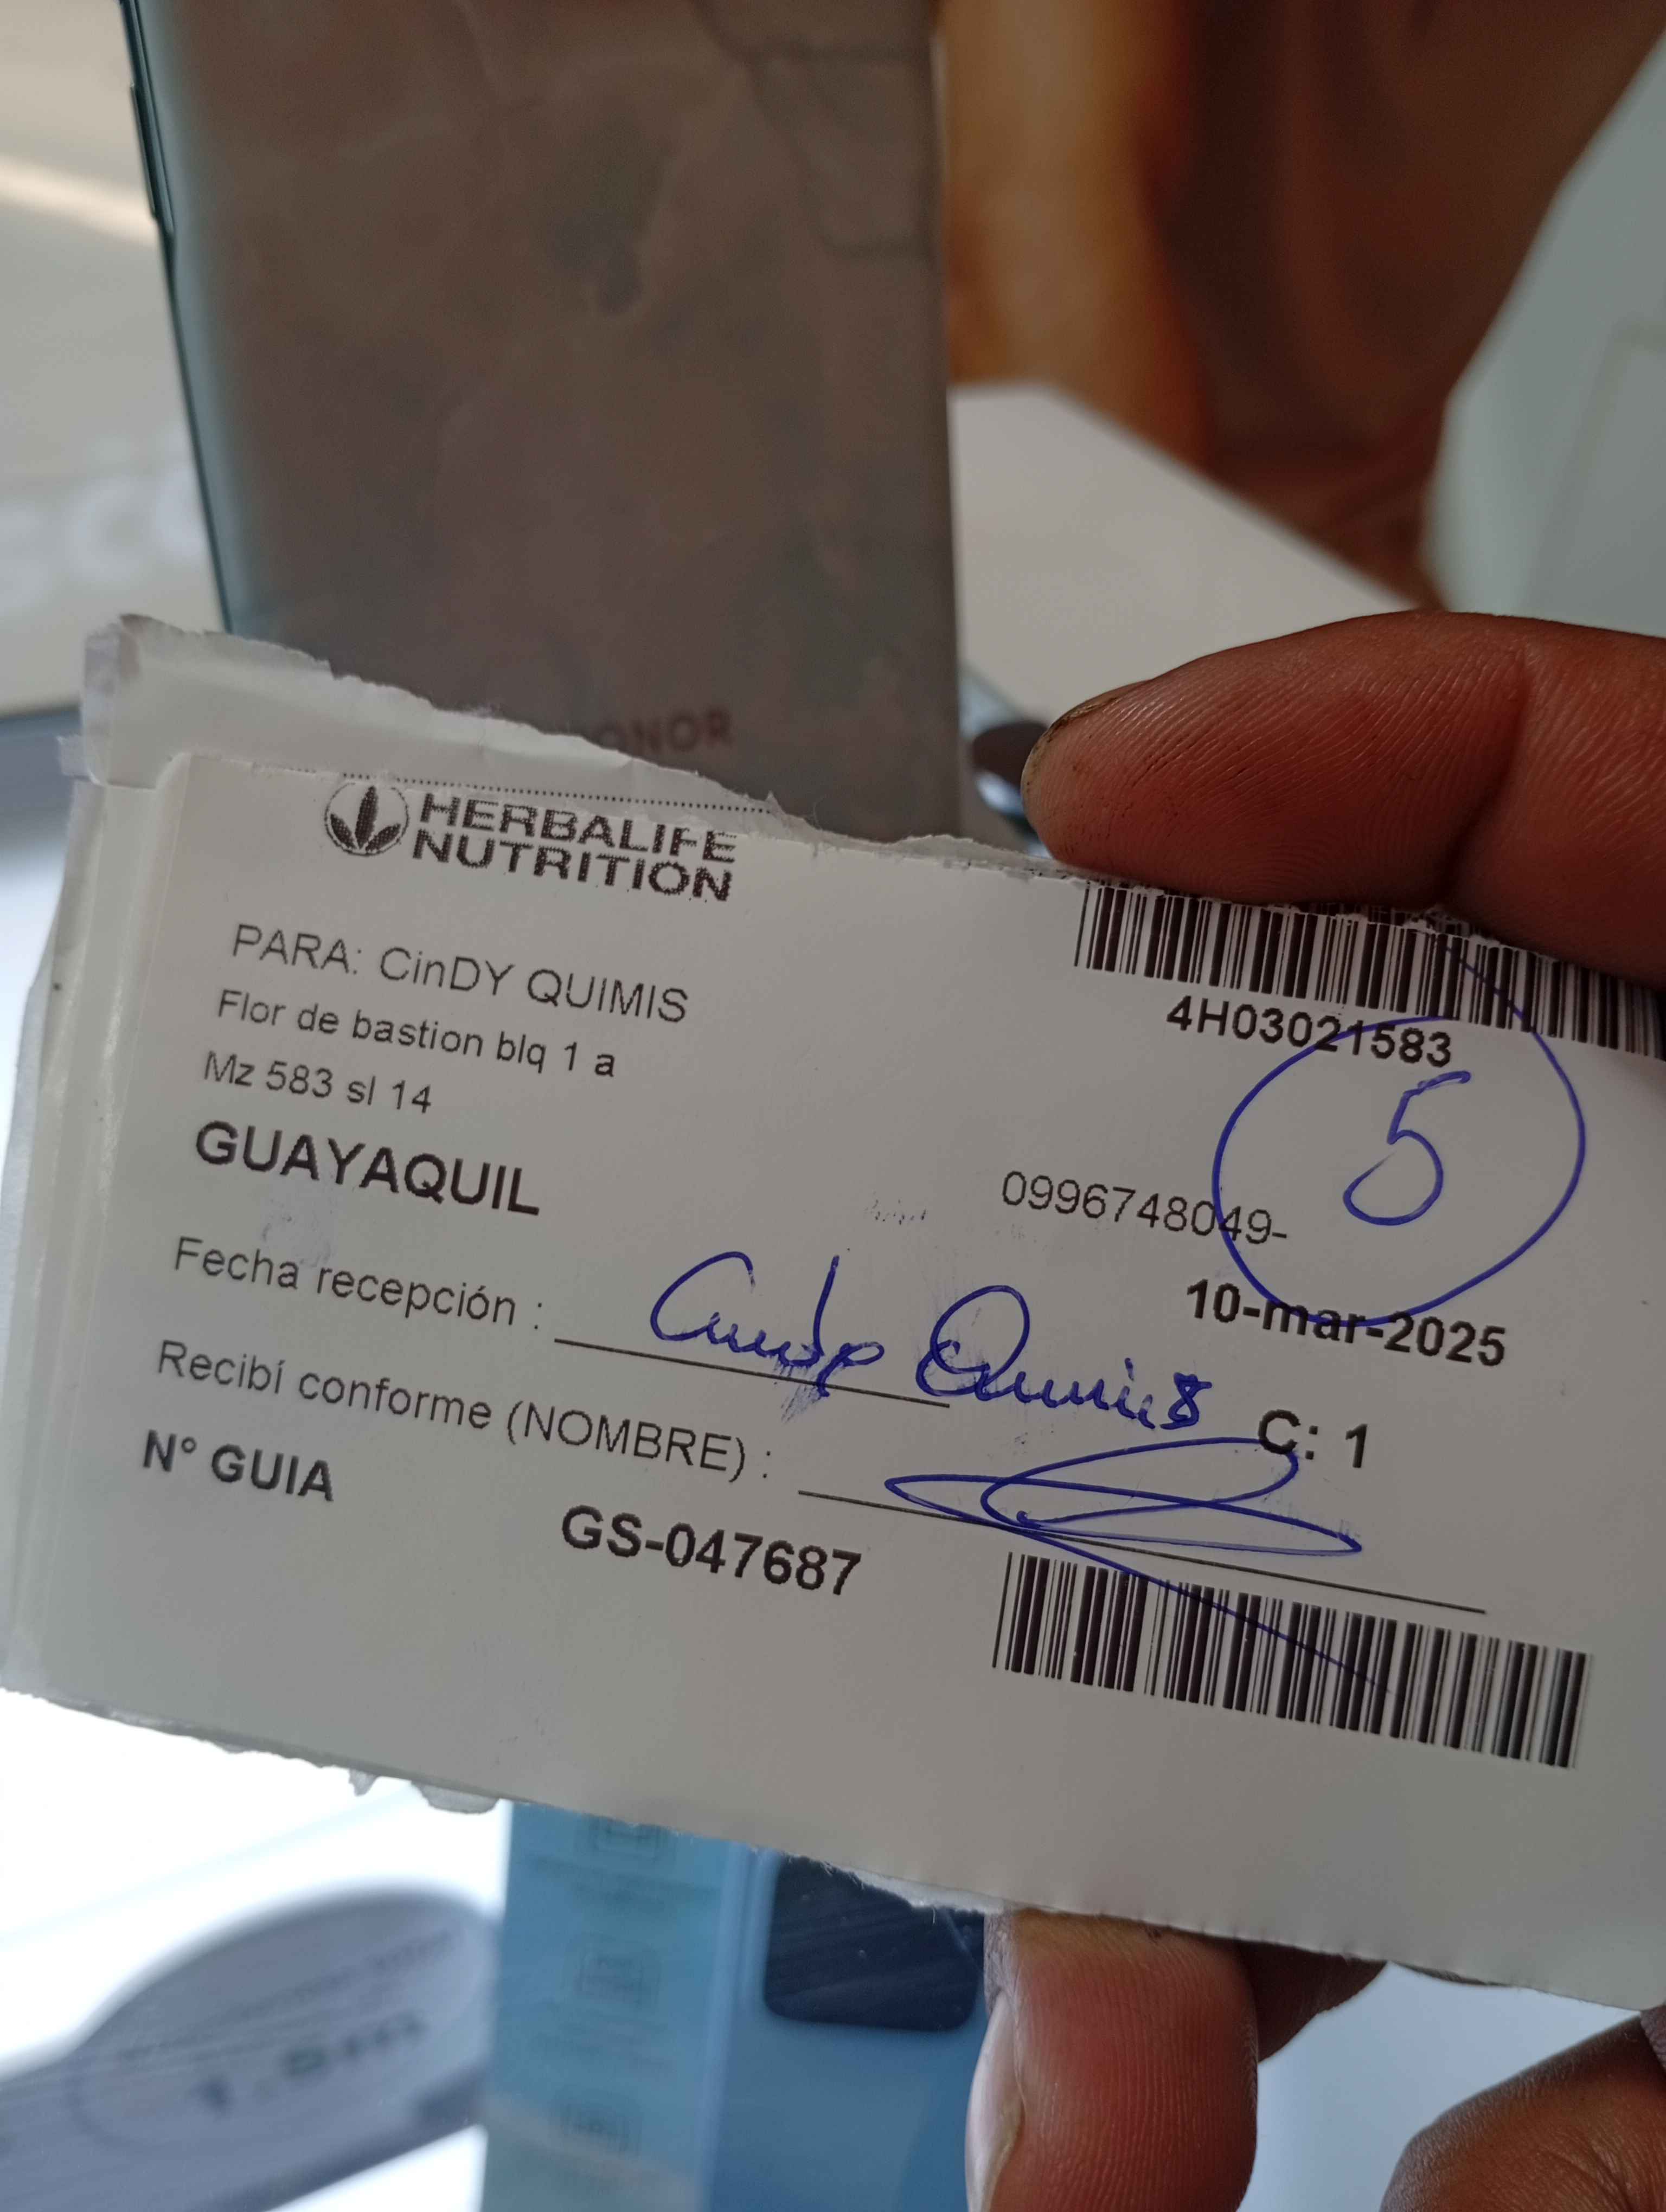 HONOR
HERBALIFE
NUTRITION
PARA: CinDY QUIMIS
Flor de bastion blq 1 a
Mz 583 sl 14
GUAYAQUIL
4H03021583
5
0996748049-
10-mar-2025
Fecha recepción : Cindy Quimis
Recibí conforme (NOMBRE) :
C: 1
N° GUIA GS-047687